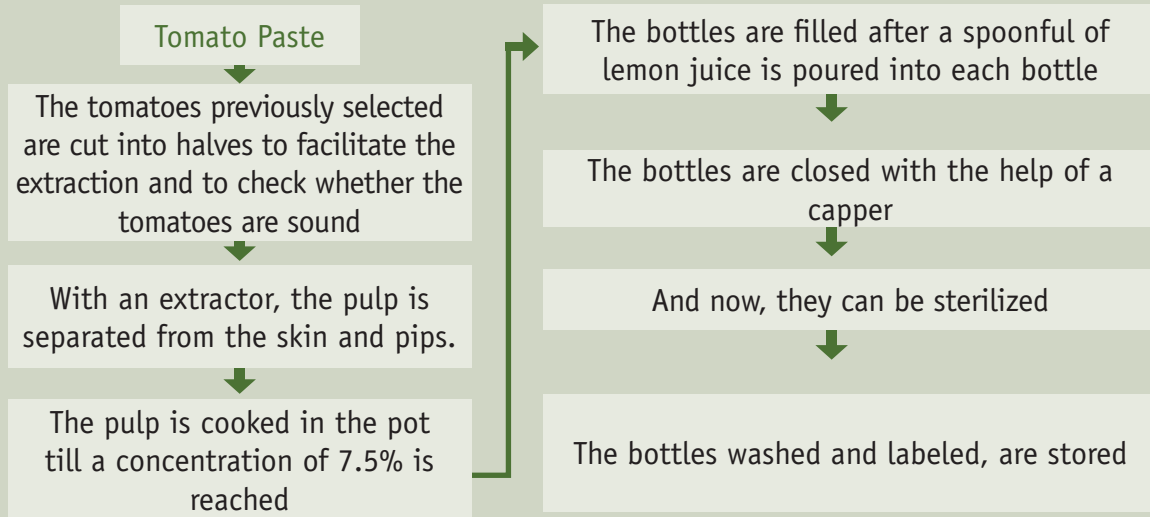 Tomato Paste
The tomatoes previously selected
are cut into halves to facilitate the
extraction and to check whether the
tomatoes are sound
With an extractor, the pulp is
separated from the skin and pips.
The pulp is cooked in the pot
till a concentration of 7.5% is
reached
The bottles are filled after a spoonful of
lemon juice is poured into each bottle
The bottles are closed with the help of a
capper
And now, they can be sterilized
The bottles washed and labeled, are stored